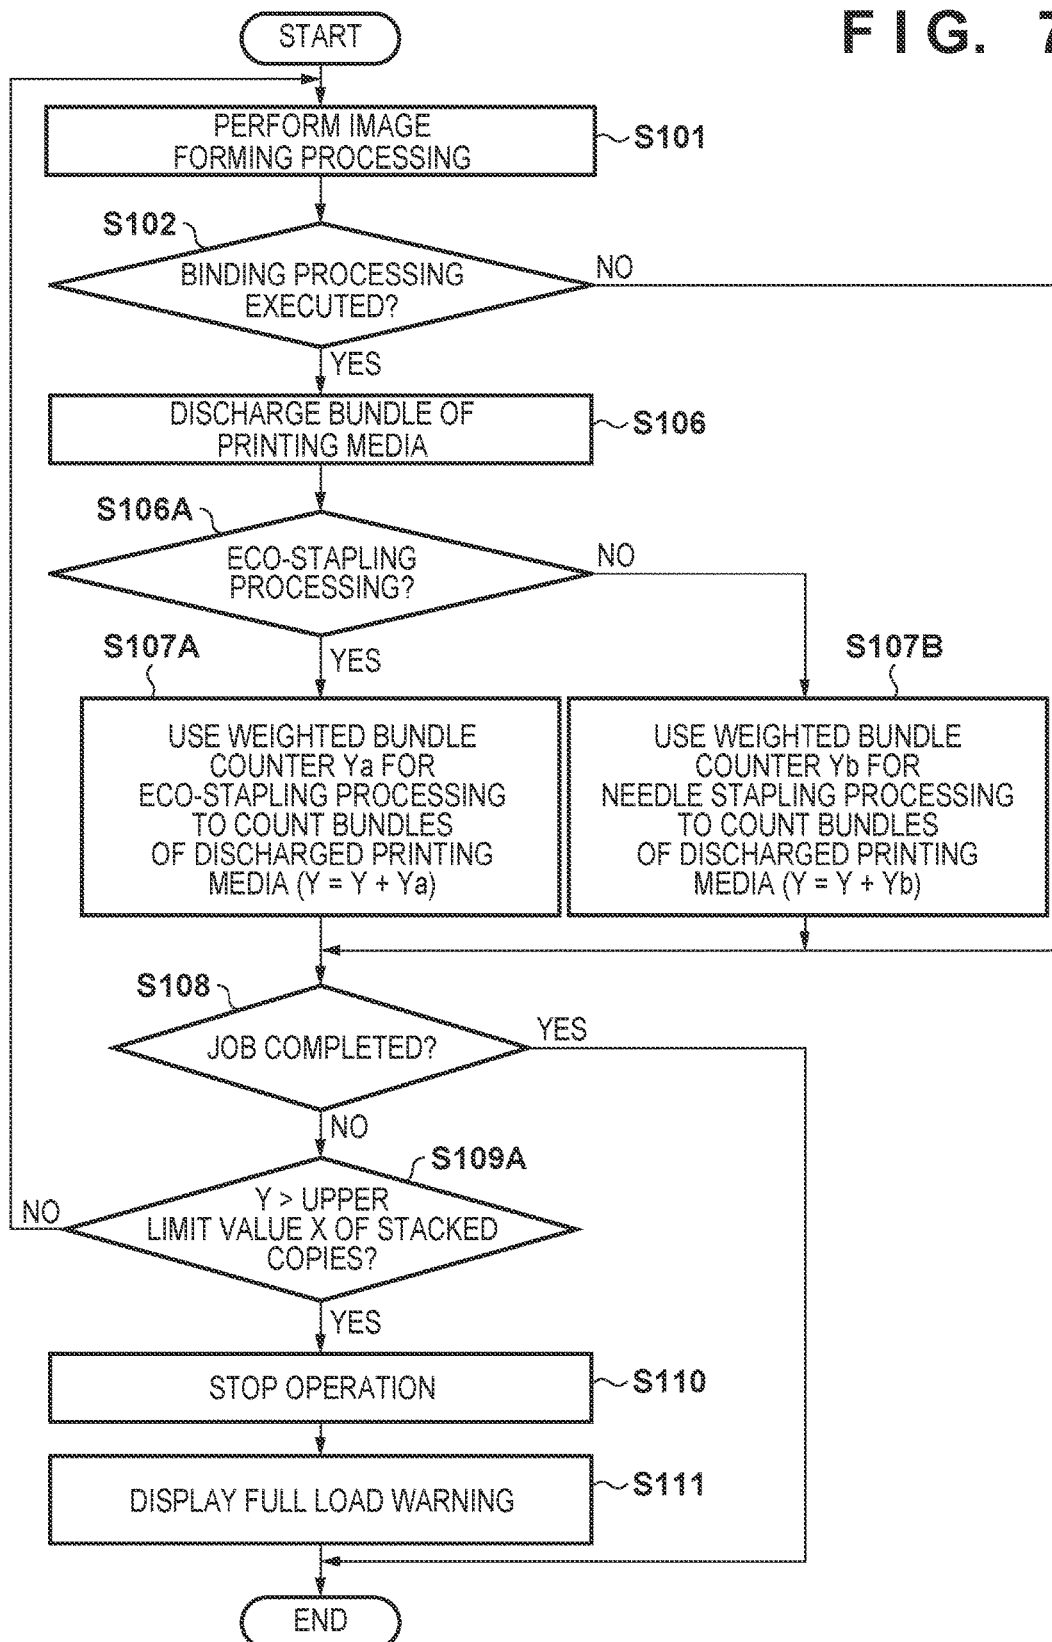 FIG. 7
START
PERFORM IMAGE
FORMING PROCESSING
S101
S102
BINDING PROCESSING
EXECUTED?
NO
YES
DISCHARGE BUNDLE OF
PRINTING MEDIA
S106
S106A
ECO-STAPLING
PROCESSING?
NO
YES
S107A
USE WEIGHTED BUNDLE
COUNTER Ya FOR
ECO-STAPLING PROCESSING
TO COUNT BUNDLES
OF DISCHARGED PRINTING
MEDIA (Y = Y + Ya)
S107B
USE WEIGHTED BUNDLE
COUNTER Yb FOR
NEEDLE STAPLING PROCESSING
TO COUNT BUNDLES
OF DISCHARGED PRINTING
MEDIA (Y = Y + Yb)
S108
JOB COMPLETED?
YES
NO
S109A
Y > UPPER
LIMIT VALUE X OF STACKED
COPIES?
NO
YES
STOP OPERATION
S110
DISPLAY FULL LOAD WARNING
S111
END